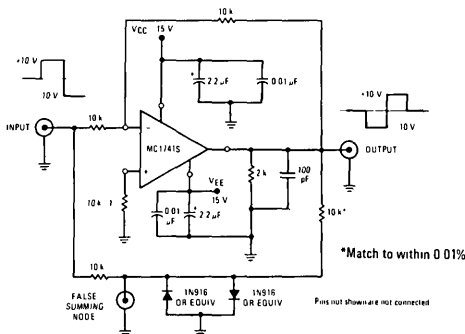 10 k
VCC 15 V
+10 V
10 V
2.2 µF
0.01 µF
+10 V
10 V
INPUT
10 k
MC1741S
OUTPUT
2 k
100 pF
10 k
VEE
15 V
0.01 µF
2.2 µF
10 k*
*Match to within 0 01%
10 k
1N916 OR EQUIV
1N916 OR EQUIV
FALSE SUMMING NODE
Pins not shown are not connected